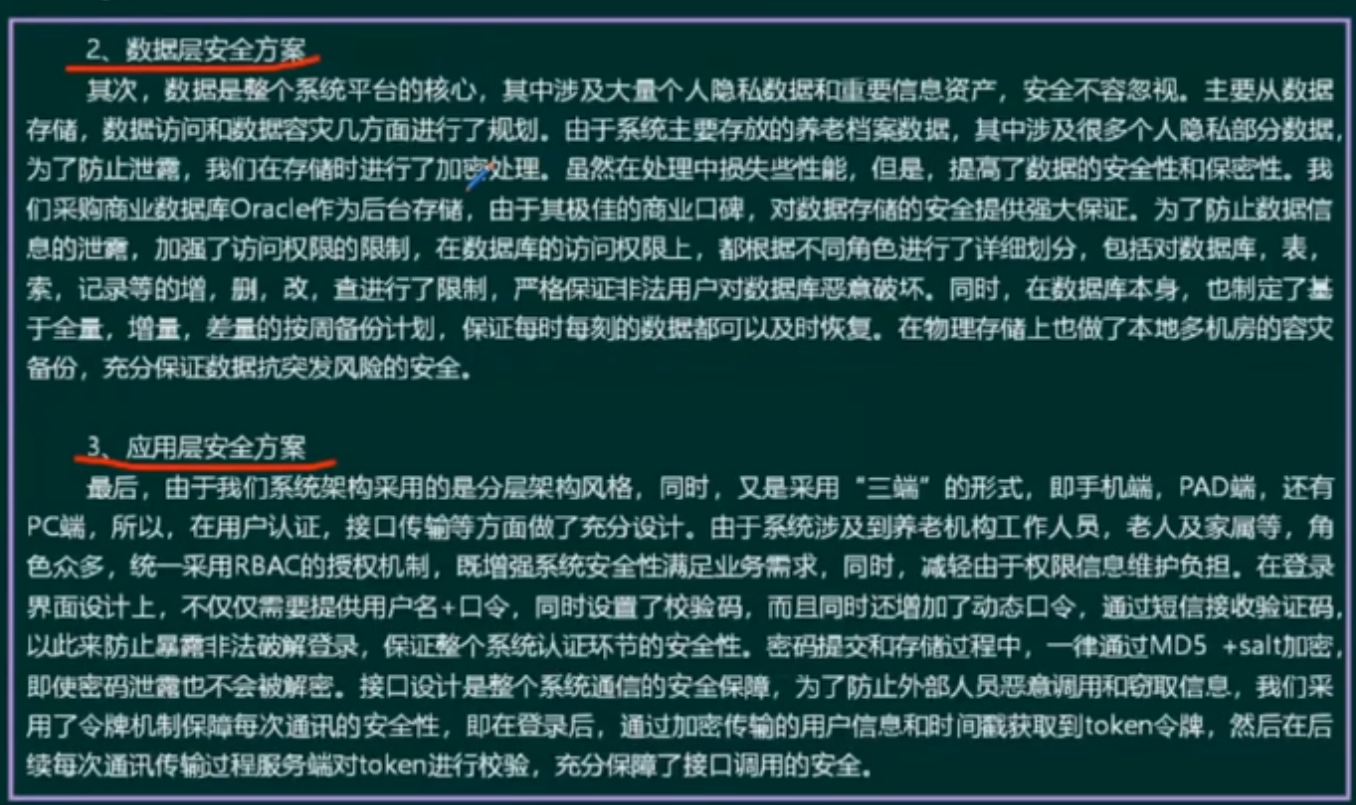 2、数据层安全方案
其次，数据是整个系统平台的核心，其中涉及大量个人隐私数据和重要信息资产，安全不容忽视。主要从数据
存储，数据访问和数据容灾几方面进行了规划。由于系统主要存放的养老档案数据，其中涉及很多个人隐私部分数据，
为了防止泄露，我们在存储时进行了加密处理。虽然在处理中损失些性能，但是，提高了数据的安全性和保密性。我
们采购商业数据库Oracle作为后台存储，由于其极佳的商业口碑，对数据存储的安全提供强大保证。为了防止数据信
息的泄露，加强了访问权限的限制，在数据库的访问权限上，都根据不同角色进行了详细划分，包括对数据库，表，
索，记录等的增，删，改，查进行了限制，严格保证非法用户对数据库恶意破坏。同时，在数据库本身，也制定了基
于全量，增量，差量的按周备份计划，保证每时每刻的数据都可以及时恢复。在物理存储上也做了本地多机房的容灾
备份，充分保证数据抗突发风险的安全。
3、应用层安全方案
最后，由于我们系统架构采用的是分层架构风格，同时，又是采用“三端”的形式，即手机端，PAD端，还有
PC端，所以，在用户认证，接口传输等方面做了充分设计。由于系统涉及到养老机构工作人员，老人及家属等，角
色众多，统一采用RBAC的授权机制，既增强系统安全性满足业务需求，同时，减轻由于权限信息维护负担。在登录
界面设计上，不仅仅需要提供用户名+口令，同时设置了校验码，而且同时还增加了动态口令，通过短信接收验证码，
以此来防止暴露非法破解登录，保证整个系统认证环节的安全性。密码提交和存储过程中，一律通过MD5 +salt加密，
即使密码泄露也不会被解密。接口设计是整个系统通信的安全保障，为了防止外部人员恶意调用和窃取信息，我们采
用了令牌机制保障每次通讯的安全性，即在登录后，通过加密传输的用户信息和时间戳获取到token令牌，然后在后
续每次通讯传输过程服务端对token进行校验，充分保障了接口调用的安全。